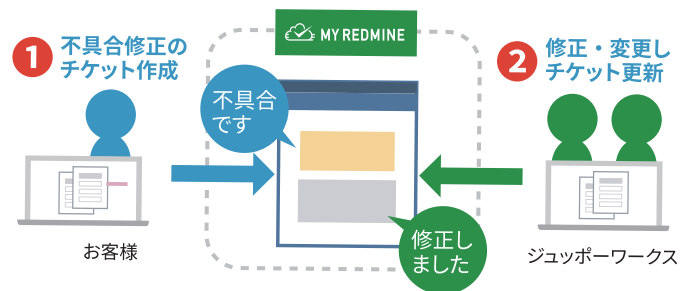 1 不具合修正の
チケット作成
MY REDMINE
2 修正・変更し
チケット更新
不具合
です
修正し
ました
お客様
ジュッポーワークス